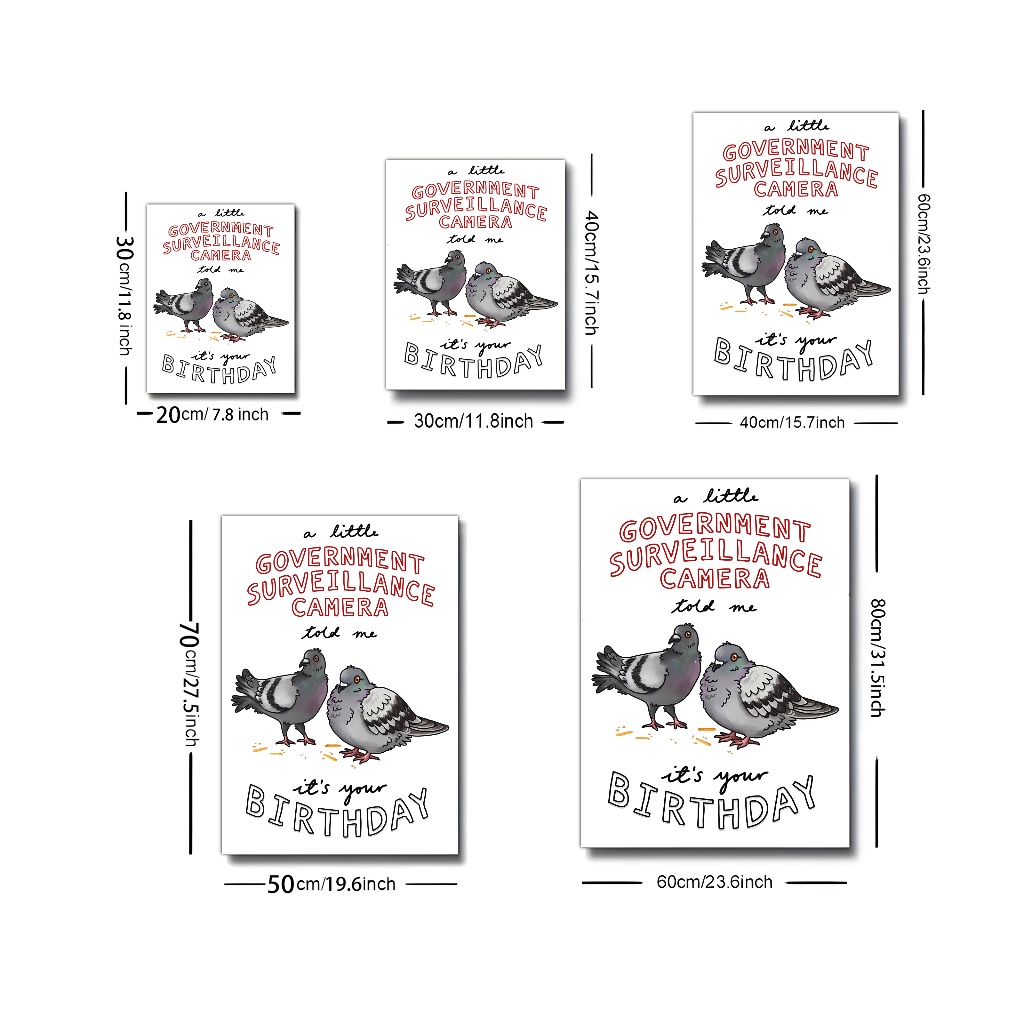 a little
GOVERNMENT
SURVEILLANCE
CAMERA
told me
it's your
BIRTHDAY
30cm/11.8 inch
20cm/ 7.8 inch
a little
GOVERNMENT
SURVEILLANCE
CAMERA
told me
it's your
BIRTHDAY
40cm/15.7inch
30cm/11.8inch
a little
GOVERNMENT
SURVEILLANCE
CAMERA
told me
it's your
BIRTHDAY
60cm/23.6inch
40cm/15.7inch
a little
GOVERNMENT
SURVEILLANCE
CAMERA
told me
it's your
BIRTHDAY
70cm/27.5inch
50cm/19.6inch
a little
GOVERNMENT
SURVEILLANCE
CAMERA
told me
it's your
BIRTHDAY
80cm/31.5inch
60cm/23.6inch